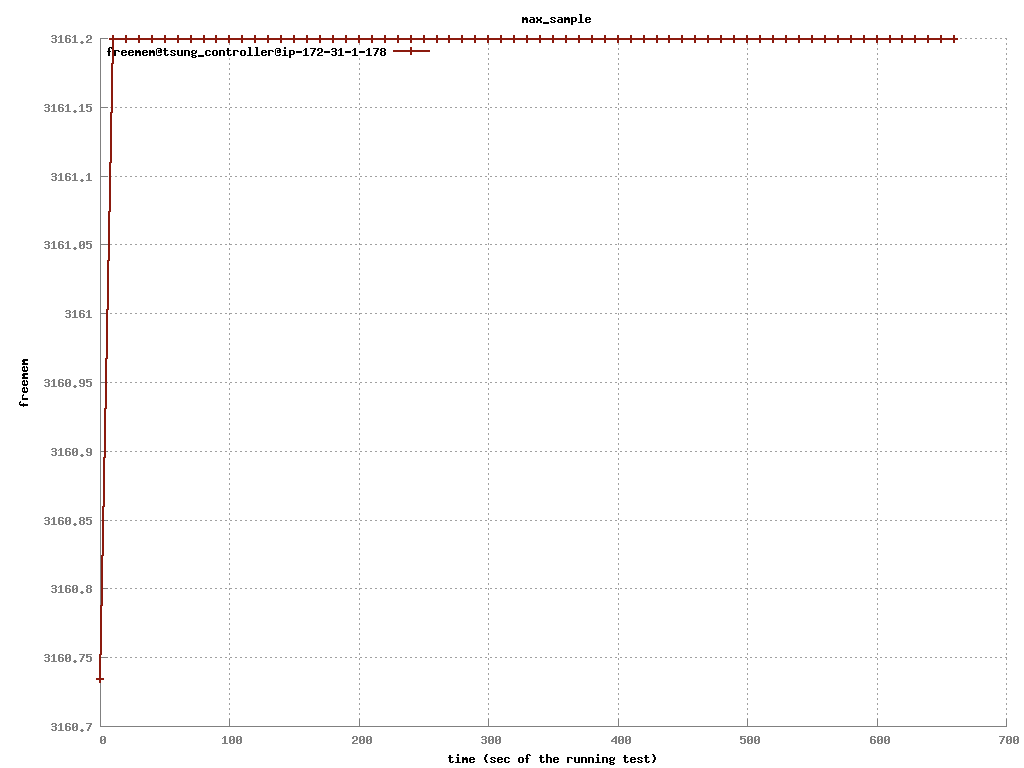 max_sample
3161.2
freemem@tsung_controller@ip-172-31-1-178
3161.15
3161.1
3161.05
3161
3160.95
3160.9
3160.85
3160.8
3160.75
3160.7
freemem
0 100 200 300 400 500 600 700
time (sec of the running test)